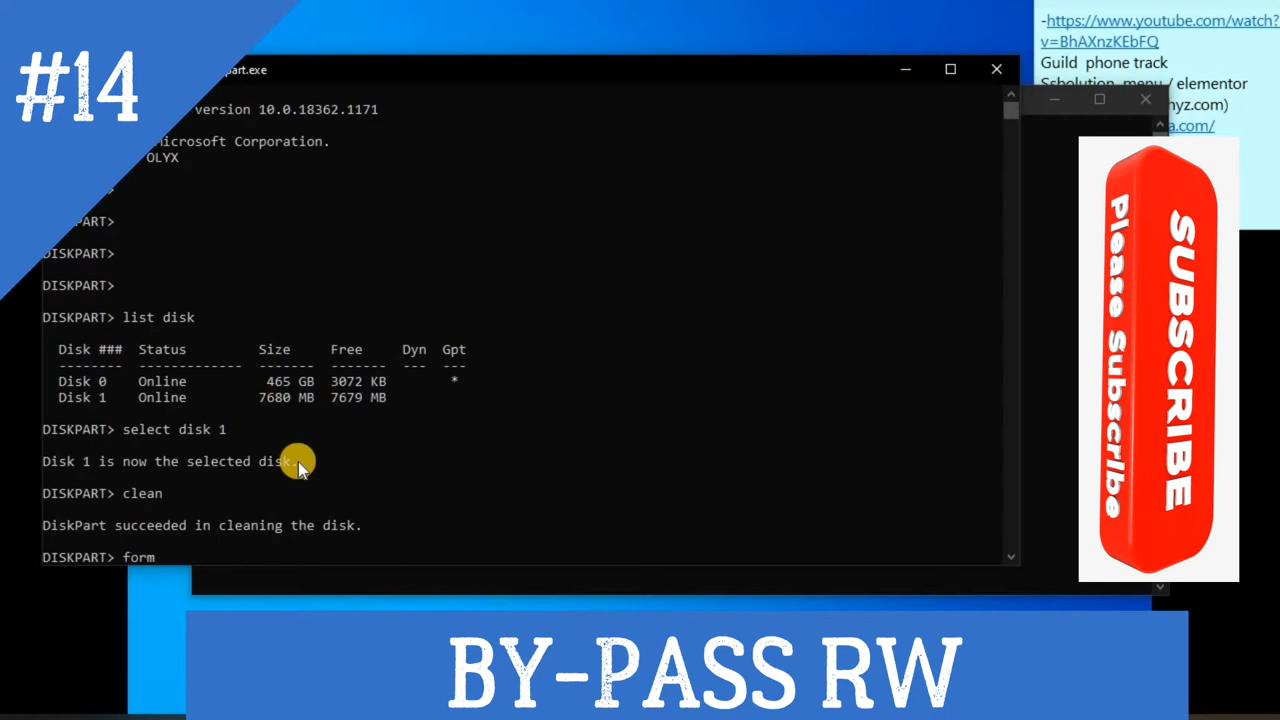 #14
part.exe
version 10.0.18362.1171
Microsoft Corporation.
OLYX
>
PART>
DISKPART>
DISKPART>
DISKPART> list disk
Disk ### Status Size Free Dyn Gpt
-------- ------------- ------- ------- --- ---
Disk 0 Online 465 GB 3072 KB *
Disk 1 Online 7680 MB 7679 MB
DISKPART> select disk 1
Disk 1 is now the selected disk.
DISKPART> clean
DiskPart succeeded in cleaning the disk.
DISKPART> form
-https://www.youtube.com/watch?
v=BhAXnzKEbFQ
Guild phone track
menu / elementor
nyz.com)
a.com/
SUBSCRIBE
Please Subscribe
BY-PASS RW